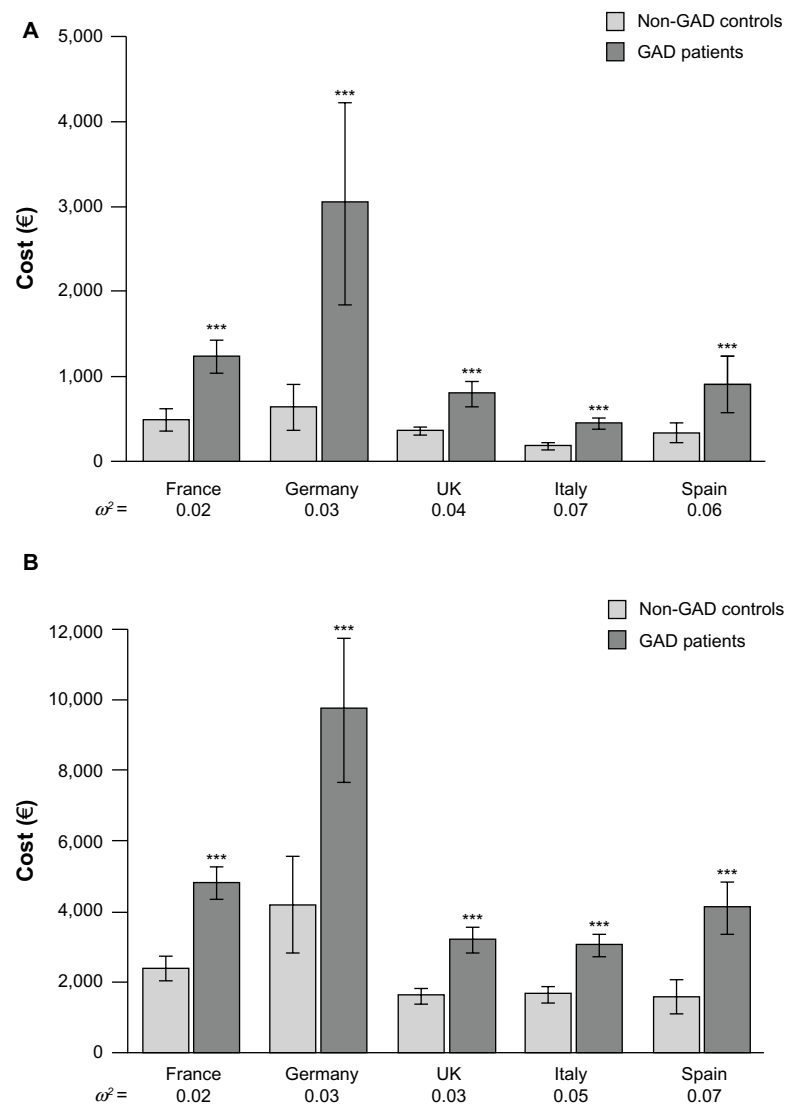 A
Non-GAD controls
GAD patients
5,000
4,000
3,000
2,000
1,000
0
Cost (€)
***
***
***
***
***
France Germany UK Italy Spain
ω² = 0.02 0.03 0.04 0.07 0.06
B
Non-GAD controls
GAD patients
12,000
10,000
8,000
6,000
4,000
2,000
0
Cost (€)
***
***
***
***
***
France Germany UK Italy Spain
ω² = 0.02 0.03 0.03 0.05 0.07